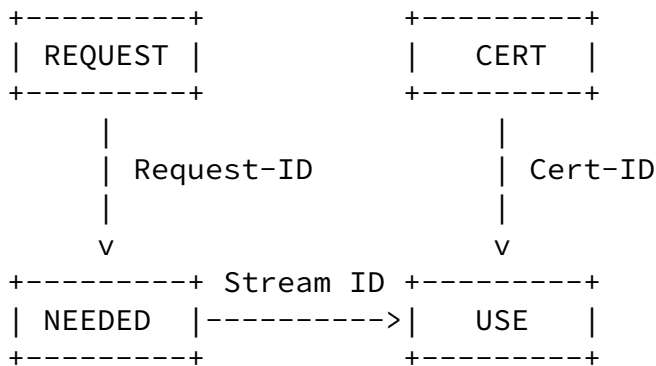 +---------+            +---------+
| REQUEST |            |   CERT  |
+---------+            +---------+
     |                      |
     | Request-ID           | Cert-ID
     |                      |
     v                      v
+---------+ Stream ID +---------+
| NEEDED  |---------->|   USE   |
+---------+            +---------+